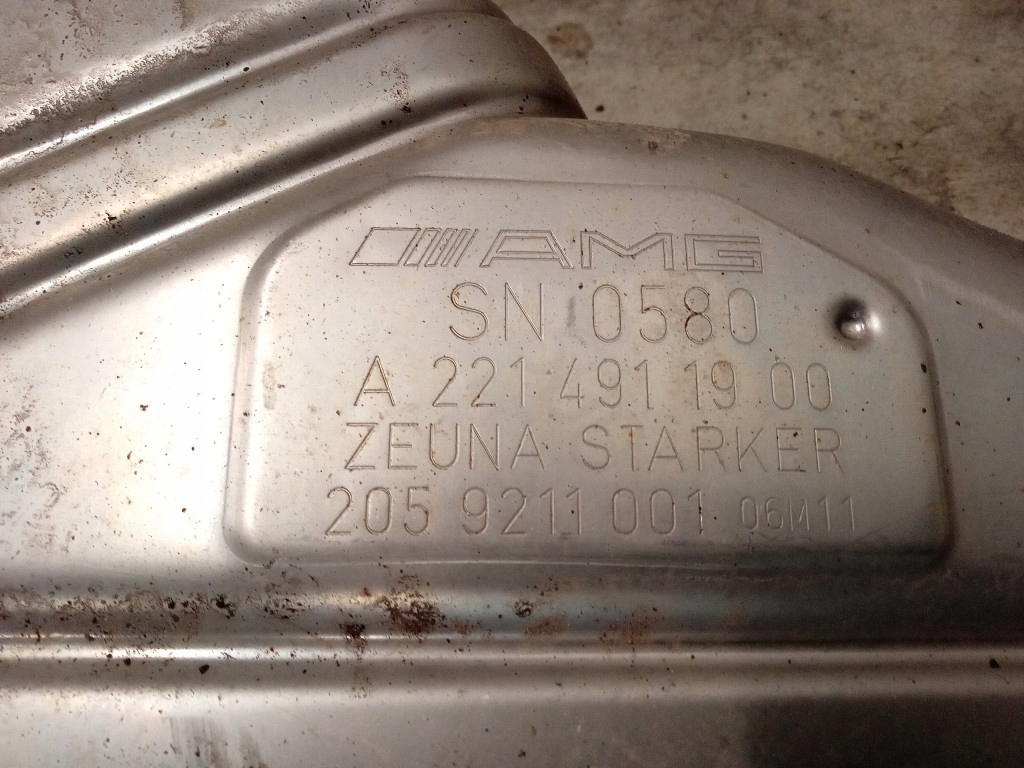 AMG
SN 0580
A 221 491 19 00
ZEUNA STARKER
205 9211 001 06M11